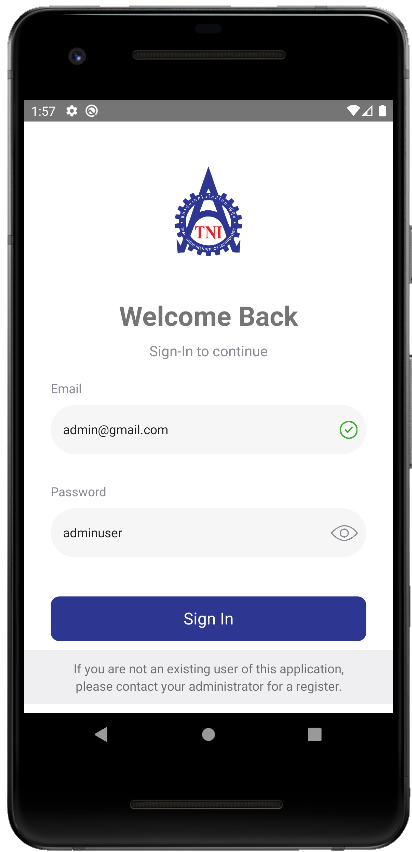 1:57
TNI
Welcome Back
Sign-In to continue
Email
admin@gmail.com
Password
adminuser
Sign In
If you are not an existing user of this application,
please contact your administrator for a register.